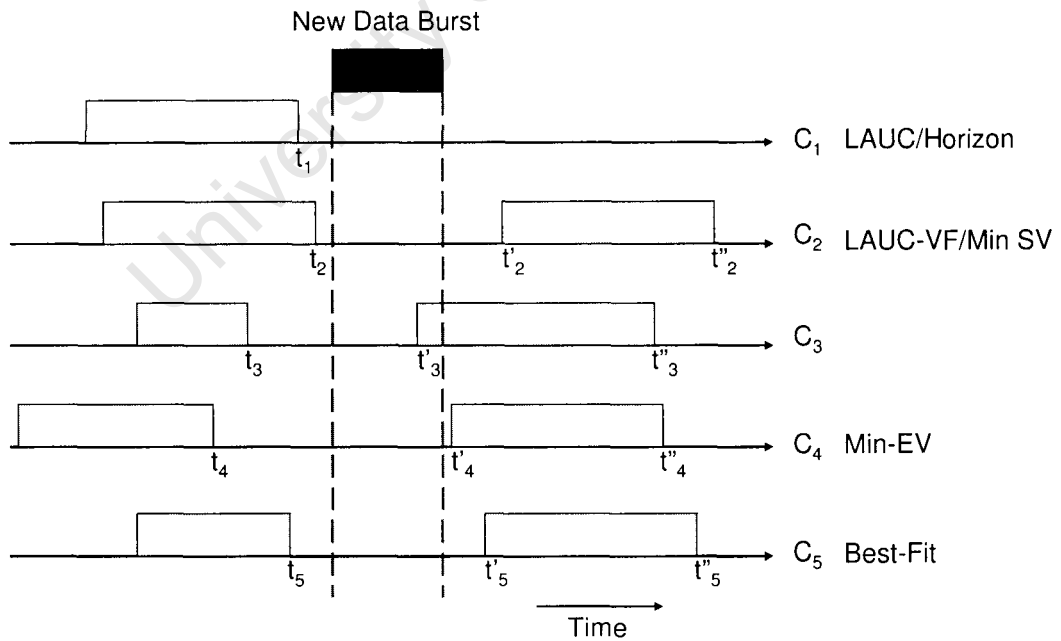 New Data Burst
University
t1
C1 LAUC/Horizon
t2 t'2 t"2
C2 LAUC-VF/Min SV
t3 t'3 t"3
C3
t4 t'4 t"4
C4 Min-EV
t5 t'5 t"5
C5 Best-Fit
Time